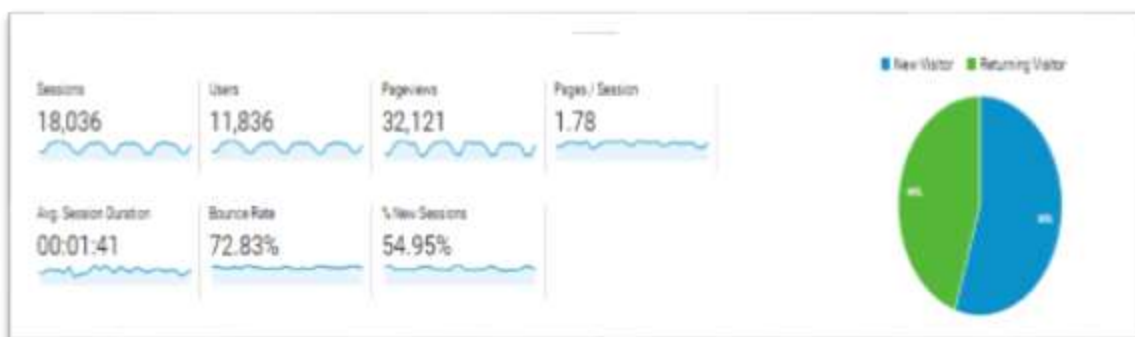 New Visitor Returning Visitor
Sessions Users Pageviews Pages / Session
18,036 11,836 32,121 1.78
Avg. Session Duration Bounce Rate % New Sessions
00:01:41 72.83% 54.95%